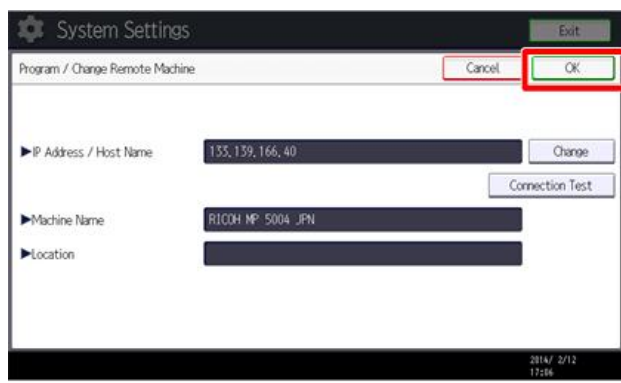 System Settings
Exit
Program / Change Remote Machine
Cancel
OK
▶IP Address / Host Name
133.139.166.40
Change
Connection Test
▶Machine Name
RICOH MP 5004 JPN
▶Location
2014/ 2/12
17:06